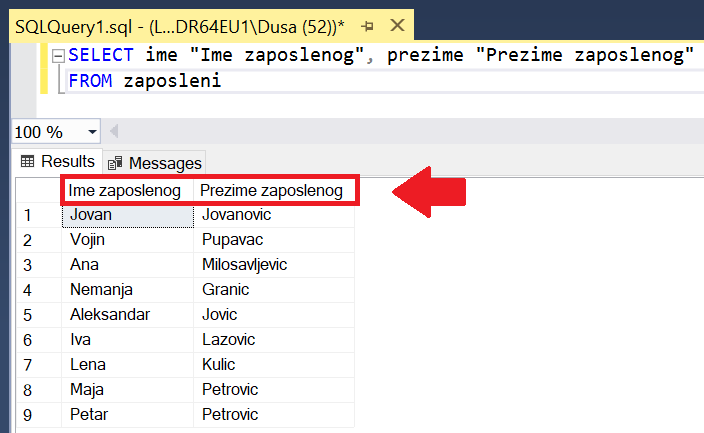 SQLQuery1.sql - (L...DR64EU1\Dusa (52))*
SELECT ime "Ime zaposlenog", prezime "Prezime zaposlenog"
FROM zaposleni
100 %
Results Messages
Ime zaposlenog Prezime zaposlenog
1 Jovan Jovanovic
2 Vojin Pupavac
3 Ana Milosavljevic
4 Nemanja Granic
5 Aleksandar Jovic
6 Iva Lazovic
7 Lena Kulic
8 Maja Petrovic
9 Petar Petrovic